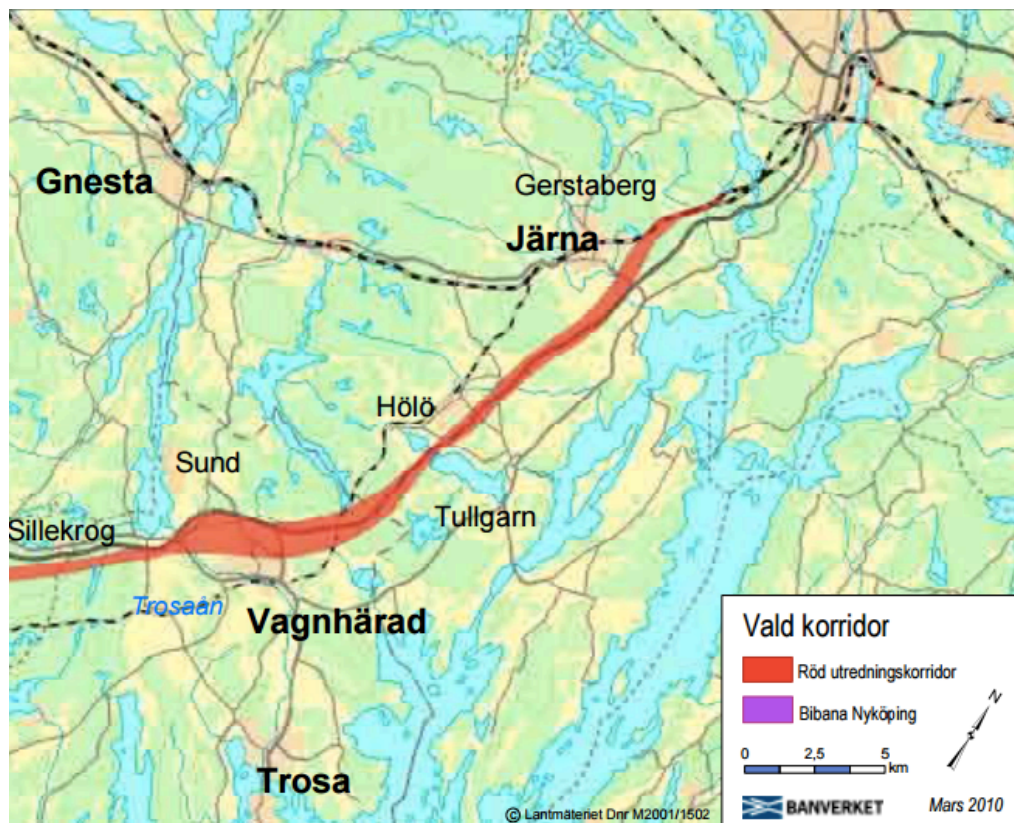 Gnesta
Gerstaberg
Järna
Hölö
Sund
Tullgarn
Sillekrog
Trosaån
Vagnhärad
Trosa
Vald korridor
Röd utredningskorridor
Bibana Nyköping
N
0 2,5 5
km
BANVERKET
Mars 2010
© Lantmäteriet Dnr M2001/1502